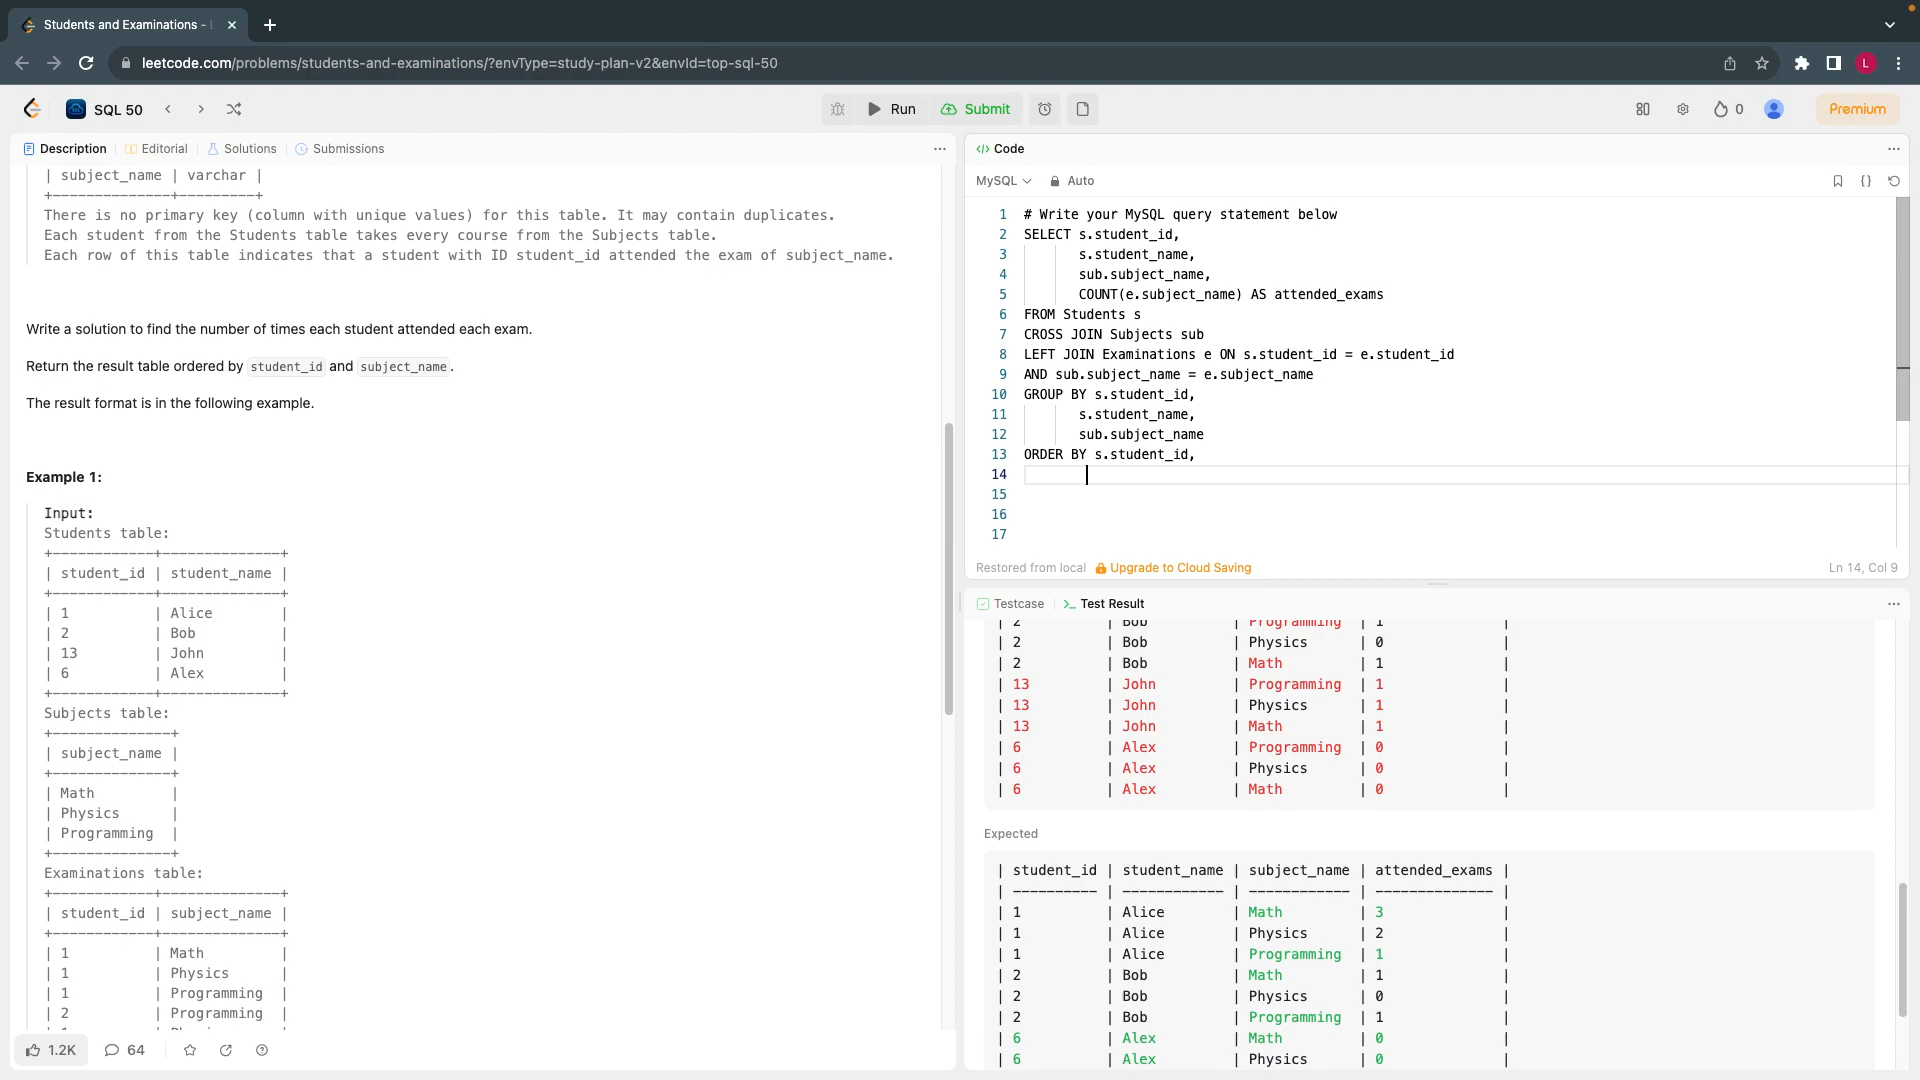 Students and Examinations - L
leetcode.com/problems/students-and-examinations/?envType=study-plan-v2&envId=top-sql-50
L
SQL 50
Run
Submit
0
Premium
Description
Editorial
Solutions
Submissions
| subject_name | varchar |
+--------------+---------+
There is no primary key (column with unique values) for this table. It may contain duplicates.
Each student from the Students table takes every course from the Subjects table.
Each row of this table indicates that a student with ID student_id attended the exam of subject_name.
Write a solution to find the number of times each student attended each exam.
Return the result table ordered by student_id and subject_name.
The result format is in the following example.
Example 1:
Input:
Students table:
+------------+--------------+
| student_id | student_name |
+------------+--------------+
| 1          | Alice        |
| 2          | Bob          |
| 13         | John         |
| 6          | Alex         |
+------------+--------------+
Subjects table:
+--------------+
| subject_name |
+--------------+
| Math         |
| Physics      |
| Programming  |
+--------------+
Examinations table:
+------------+--------------+
| student_id | subject_name |
+------------+--------------+
| 1          | Math         |
| 1          | Physics      |
| 1          | Programming  |
| 2          | Programming  |
1.2K
64
Code
MySQL
Auto
1 # Write your MySQL query statement below
2 SELECT s.student_id,
3        s.student_name,
4        sub.subject_name,
5        COUNT(e.subject_name) AS attended_exams
6 FROM Students s
7 CROSS JOIN Subjects sub
8 LEFT JOIN Examinations e ON s.student_id = e.student_id
9 AND sub.subject_name = e.subject_name
10 GROUP BY s.student_id,
11        s.student_name,
12        sub.subject_name
13 ORDER BY s.student_id,
14
15
16
17
Restored from local
Upgrade to Cloud Saving
Ln 14, Col 9
Testcase
Test Result
| 2          | Bob          | Programming  | 1              |
| 2          | Bob          | Physics      | 0              |
| 2          | Bob          | Math         | 1              |
| 13         | John         | Programming  | 1              |
| 13         | John         | Physics      | 1              |
| 13         | John         | Math         | 1              |
| 6          | Alex         | Programming  | 0              |
| 6          | Alex         | Physics      | 0              |
| 6          | Alex         | Math         | 0              |
Expected
| student_id | student_name | subject_name | attended_exams |
| ---------- | ------------ | ------------ | -------------- |
| 1          | Alice        | Math         | 3              |
| 1          | Alice        | Physics      | 2              |
| 1          | Alice        | Programming  | 1              |
| 2          | Bob          | Math         | 1              |
| 2          | Bob          | Physics      | 0              |
| 2          | Bob          | Programming  | 1              |
| 6          | Alex         | Math         | 0              |
| 6          | Alex         | Physics      | 0              |